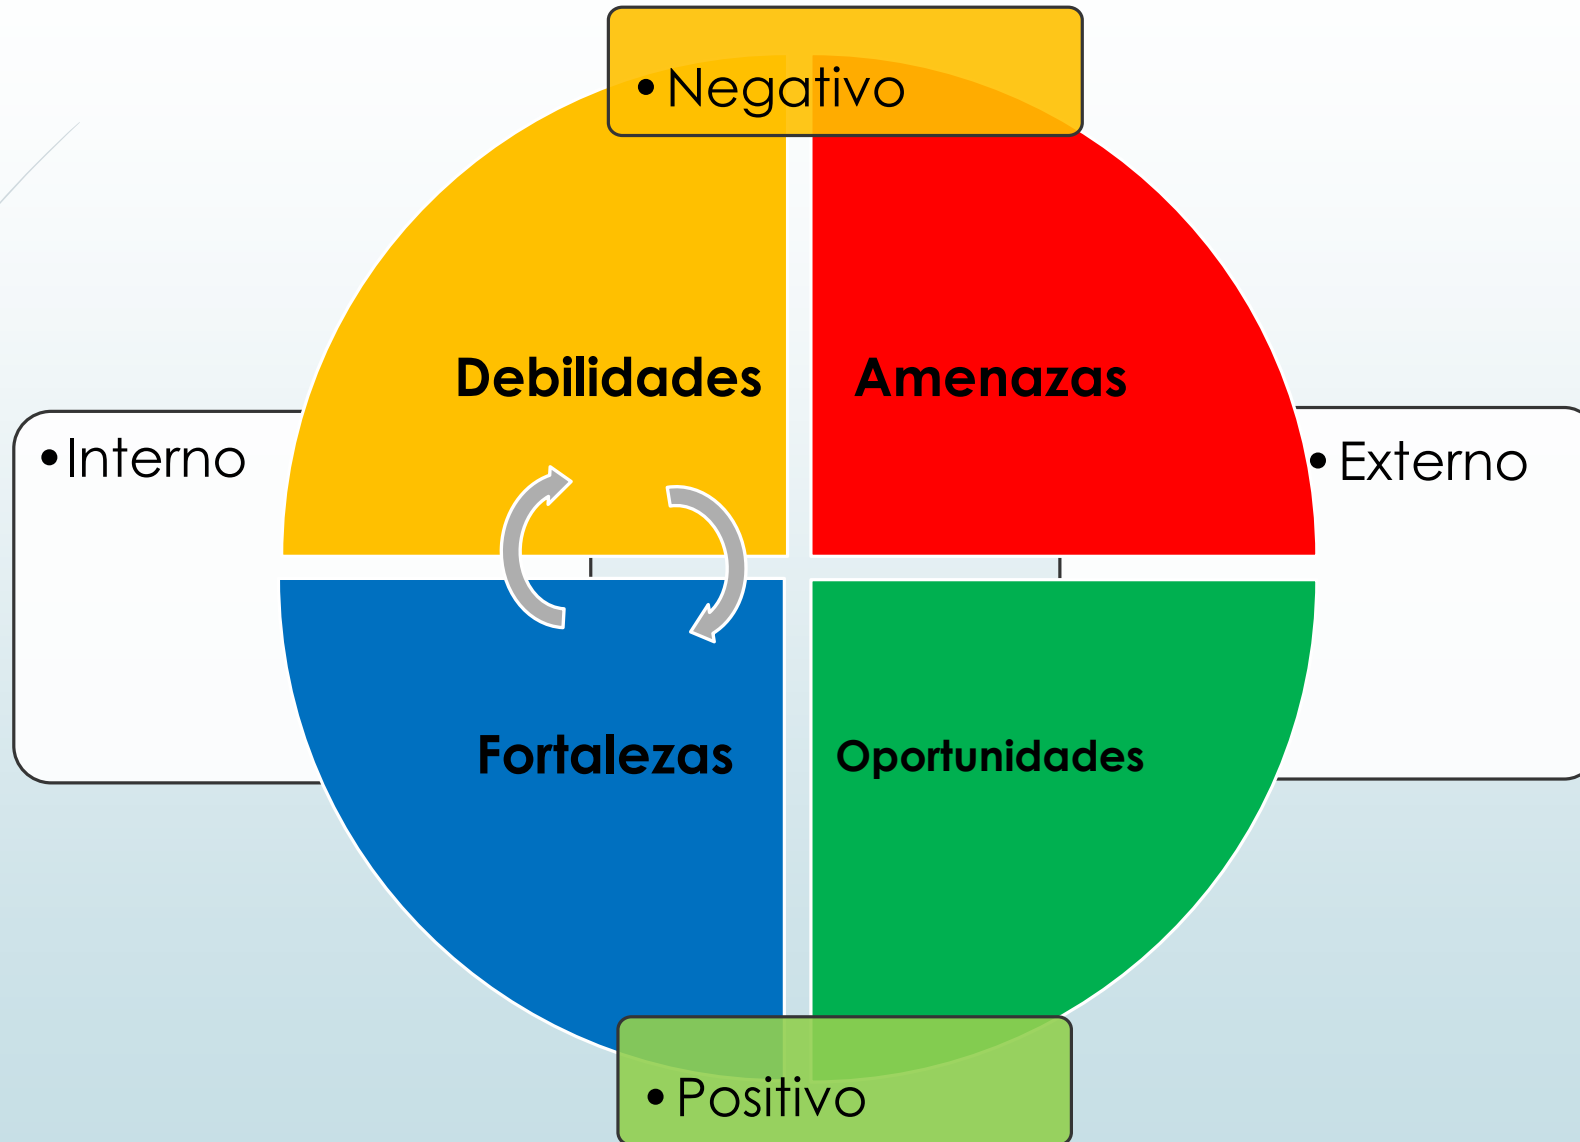 • Negativo
Debilidades
Amenazas
• Interno
• Externo
Fortalezas
Oportunidades
• Positivo